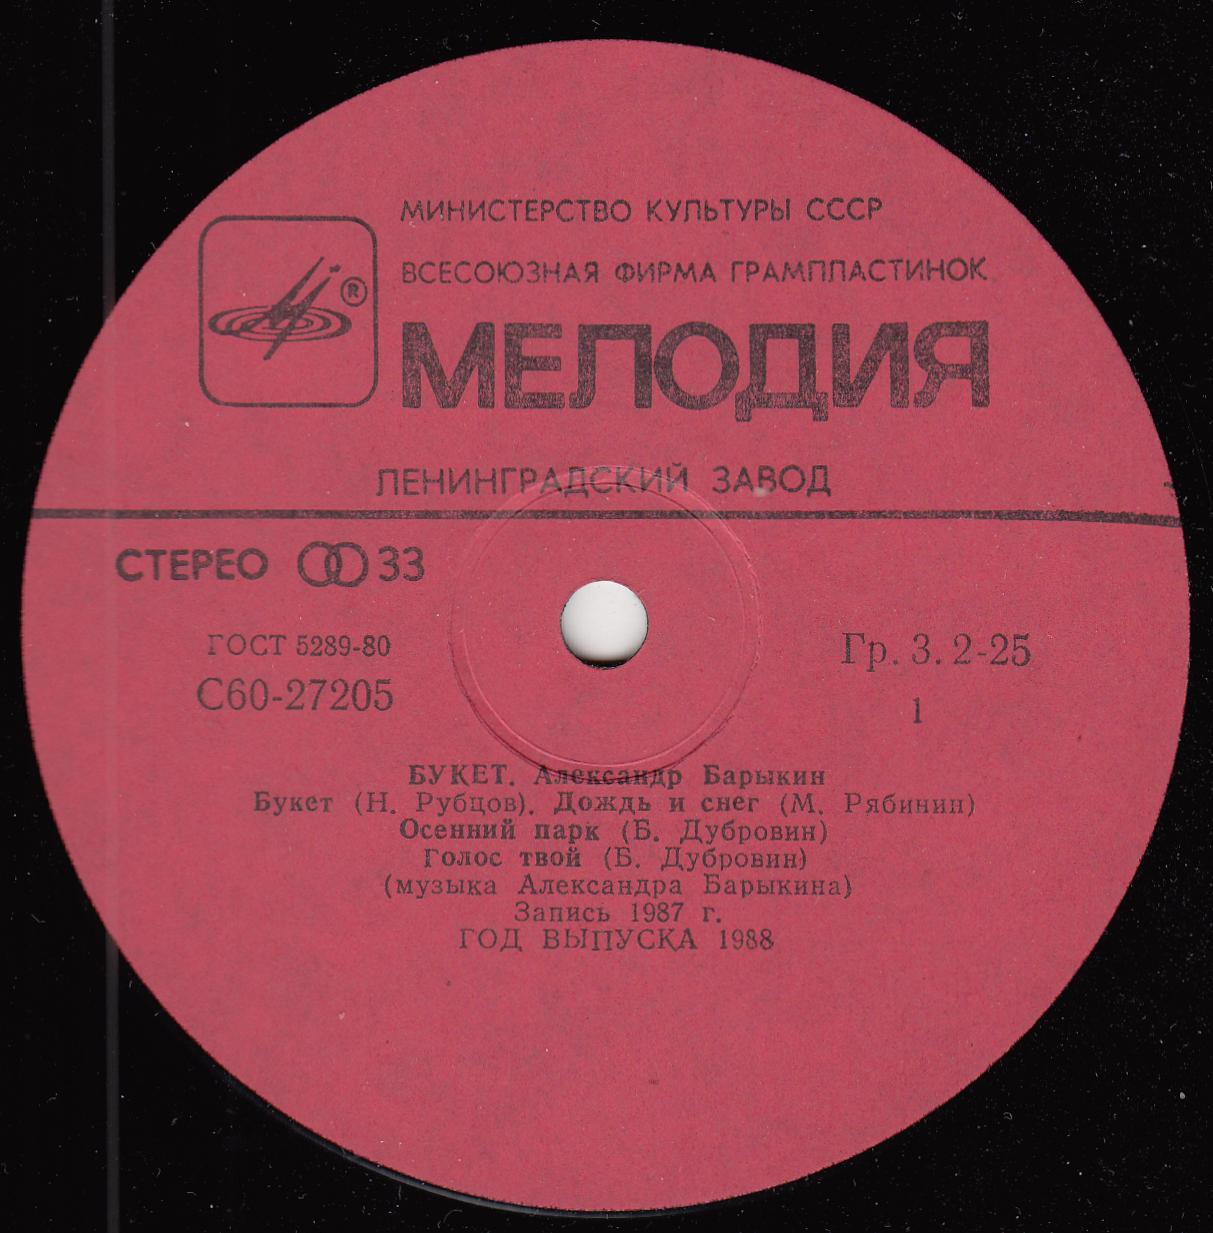 МИНИСТЕРСТВО КУЛЬТУРЫ СССР
ВСЕСОЮЗНАЯ ФИРМА ГРАМПЛАСТИНОК
®
МЕЛОДИЯ
ЛЕНИНГРАДСКИЙ ЗАВОД
СТЕРЕО 33
ГОСТ 5289-80
Гр. 3. 2-25
С60-27205
1
БУКЕТ. Александр Барыкин
Букет (Н. Рубцов). Дождь и снег (М. Рябинин)
Осенний парк (Б. Дубровин)
Голос твой (Б. Дубровин)
(музыка Александра Барыкина)
Запись 1987 г.
ГОД ВЫПУСКА 1988